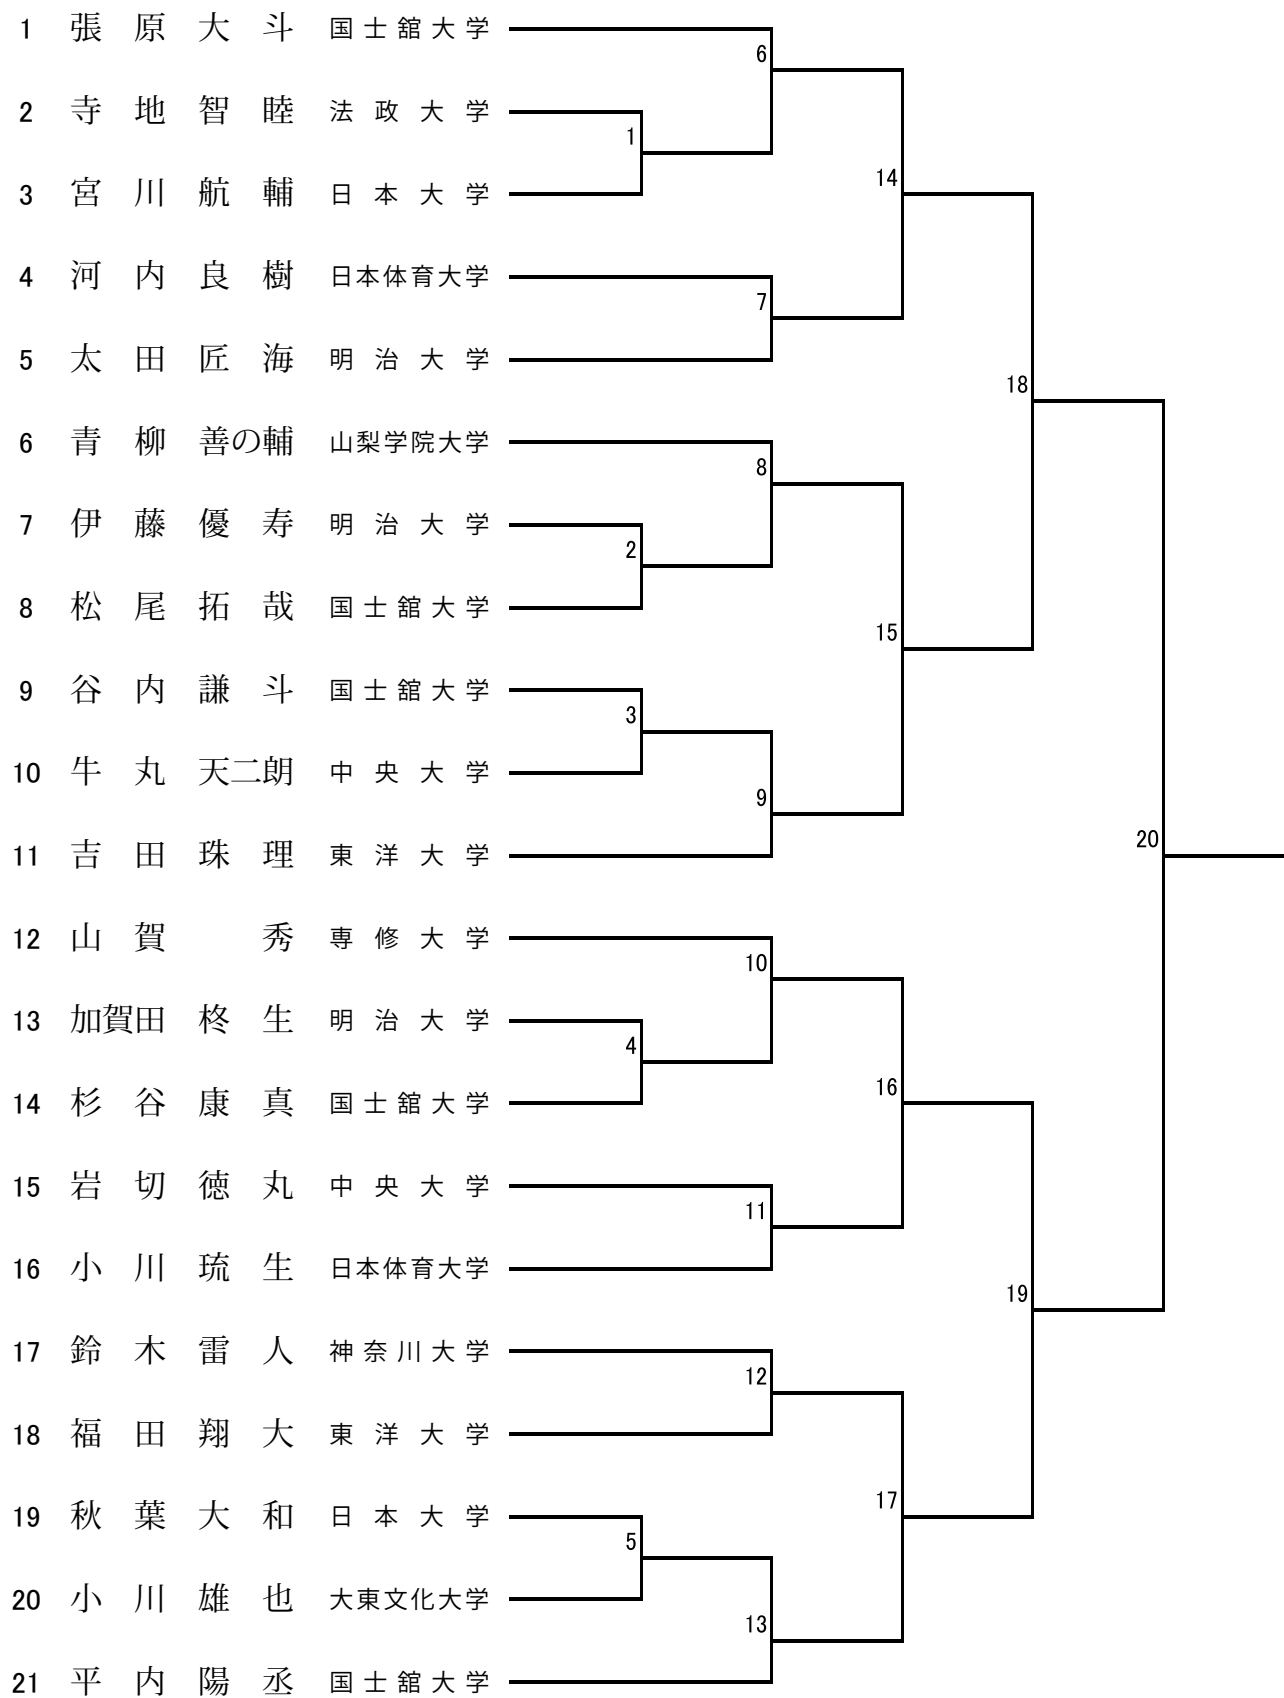 1 張原大斗 国士舘大学
6
2 寺地智睦 法政大学
1
14
3 宮川航輔 日本大学
4 河内良樹 日本体育大学
7
5 太田匠海 明治大学
18
6 青柳善の輔 山梨学院大学
8
7 伊藤優寿 明治大学
2
8 松尾拓哉 国士舘大学
15
9 谷内謙斗 国士舘大学
3
10 牛丸天二朗 中央大学
9
20
11 吉田珠理 東洋大学
12 山賀秀 専修大学
10
13 加賀田柊生 明治大学
4
16
14 杉谷康真 国士舘大学
15 岩切徳丸 中央大学
11
16 小川琉生 日本体育大学
19
17 鈴木雷人 神奈川大学
12
18 福田翔大 東洋大学
17
19 秋葉大和 日本大学
5
20 小川雄也 大東文化大学
13
21 平内陽丞 国士舘大学